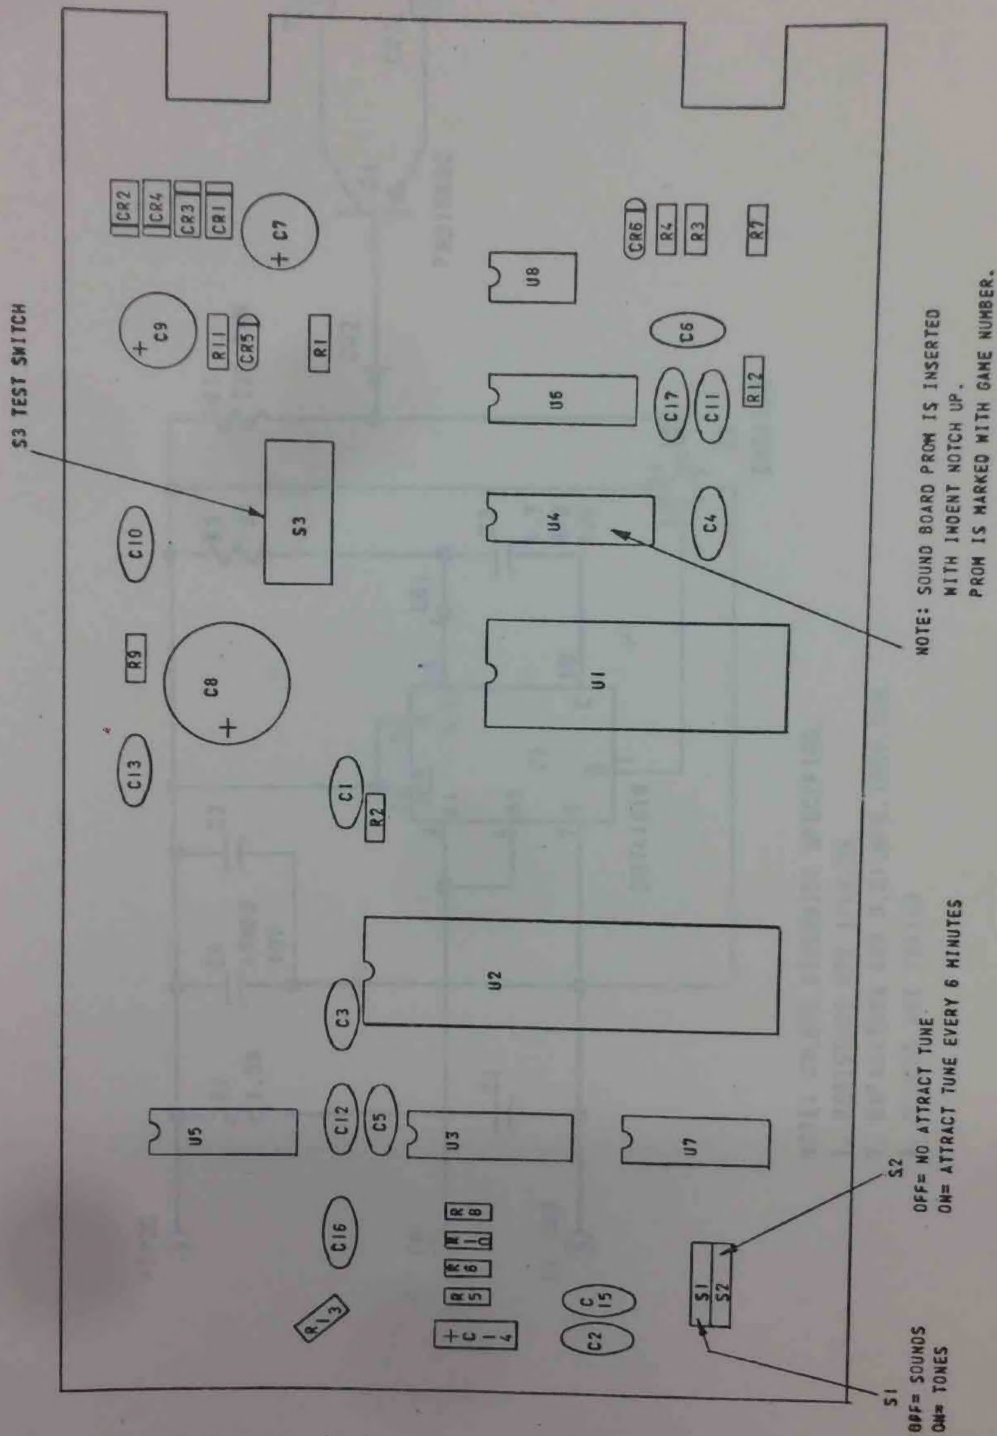 S3 TEST SWITCH
C13
R9
C10
+ C9
CR2
CR4
CR3
CR1
U5
+ C8
R11
CR5
+ C7
S3
R13
R1
C16
C12
C3
C1
C5
R2
+C14
R5
R6
R10
R8
U3
U2
U4
U6
U8
C2
C15
U1
CR6
R4
R3
C17
C6
S1
S2
U7
C4
C11
R12
R7
S1
OFF= SOUNDS
ON= TONES
S2
OFF= NO ATTRACT TUNE
ON= ATTRACT TUNE EVERY 6 MINUTES
NOTE: SOUND BOARD PROM IS INSERTED
WITH INDENT NOTCH UP.
PROM IS MARKED WITH GAME NUMBER.